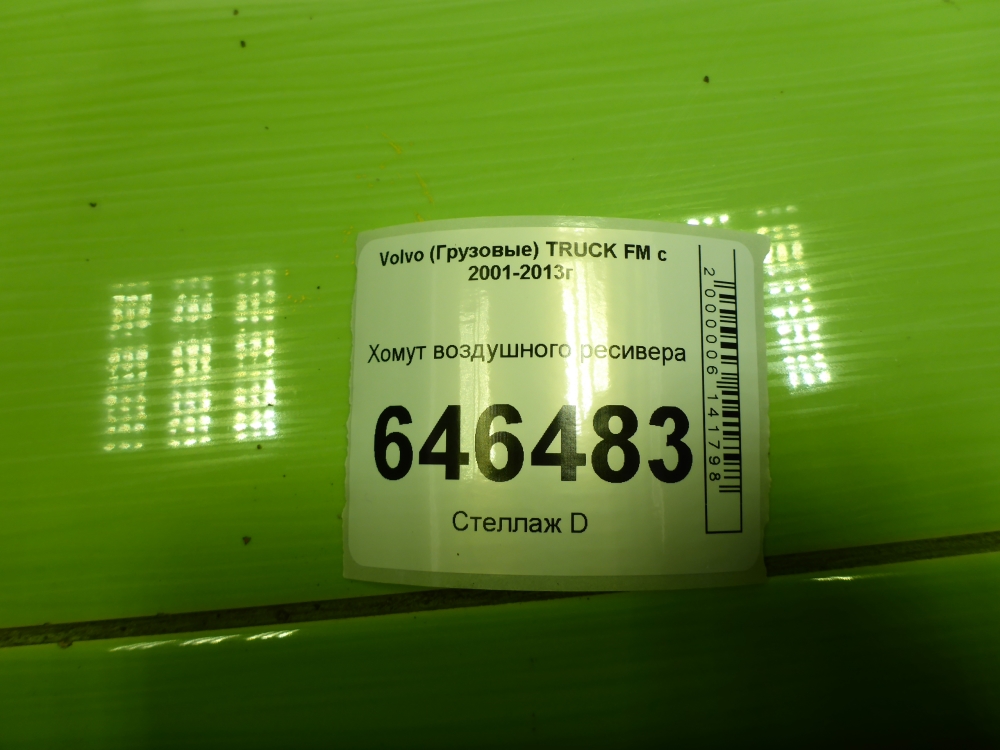 Volvo (Грузовые) TRUCK FM с
2001-2013г
Хомут воздушного ресивера
646483
Стеллаж D
2000006141798